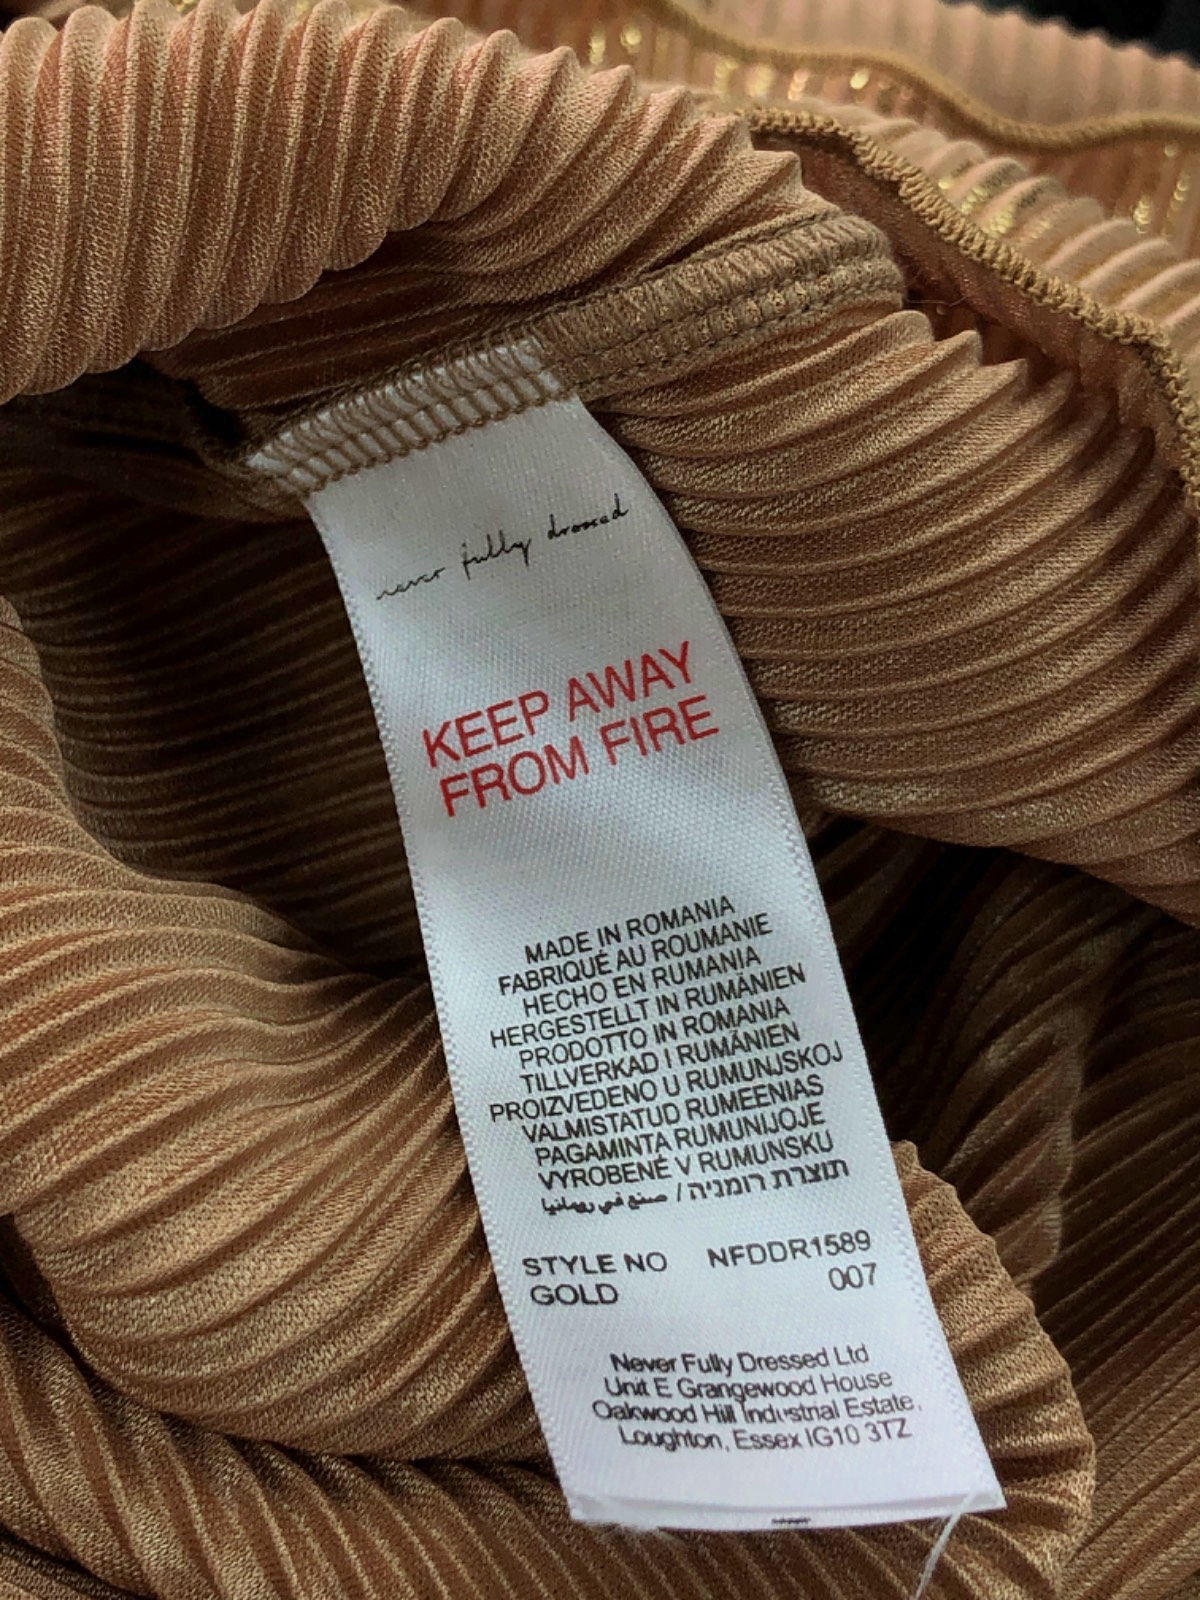 never fully dressed
KEEP AWAY
FROM FIRE
MADE IN ROMANIA
FABRIQUÉ AU ROUMANIE
HECHO EN RUMANIA
HERGESTELLT IN RUMÄNIEN
PRODOTTO IN ROMANIA
TILLVERKAD I RUMÄNIEN
PROIZVEDENO U RUMUNJSKOJ
VALMISTATUD RUMEENIAS
PAGAMINTA RUMUNIJOJE
VYROBENÉ V RUMUNSKU
תוצרת רומניה / صنع في رومانيا
STYLE NO NFDDR1589
GOLD 007
Never Fully Dressed Ltd
Unit E Grangewood House
Oakwood Hill Industrial Estate,
Loughton, Essex IG10 3TZ